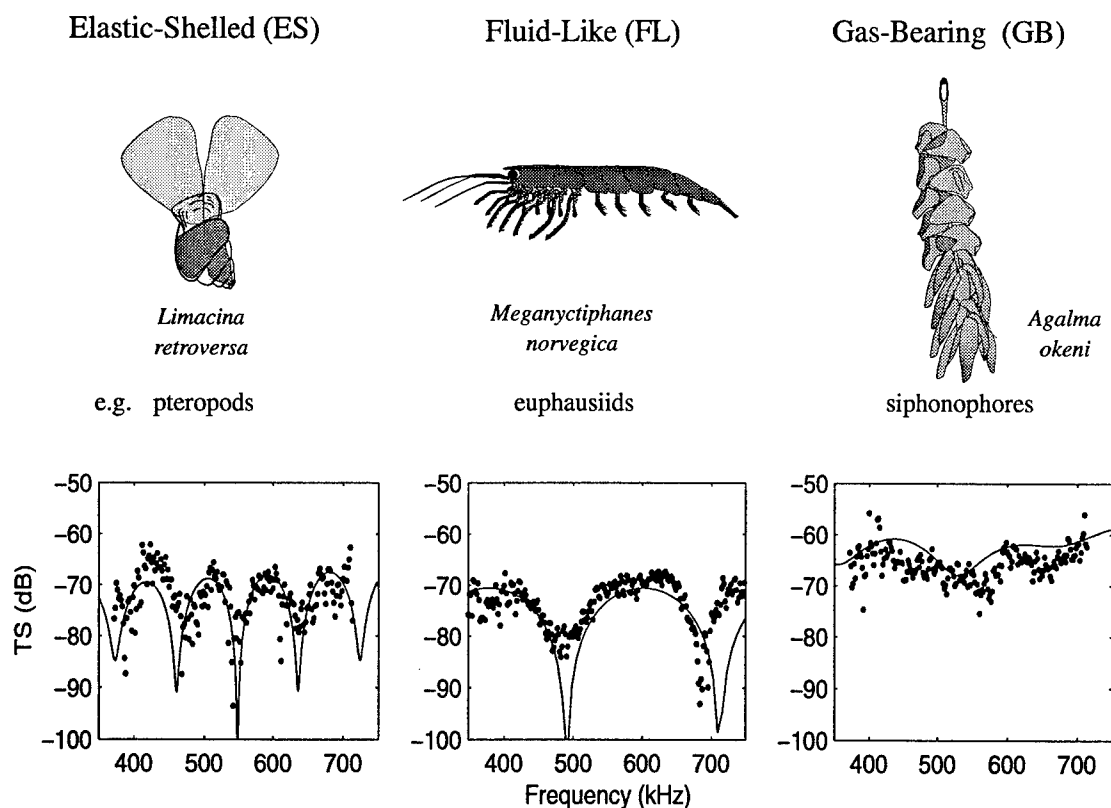 Elastic-Shelled (ES)
Fluid-Like (FL)
Gas-Bearing (GB)
Limacina
retroversa
Meganyctiphanes
norvegica
Agalma
okeni
e.g. pteropods
euphausiids
siphonophores
TS (dB)
-50
-60
-70
-80
-90
-100
400 500 600 700
-50
-60
-70
-80
-90
-100
400 500 600 700
-50
-60
-70
-80
-90
-100
400 500 600 700
Frequency (kHz)